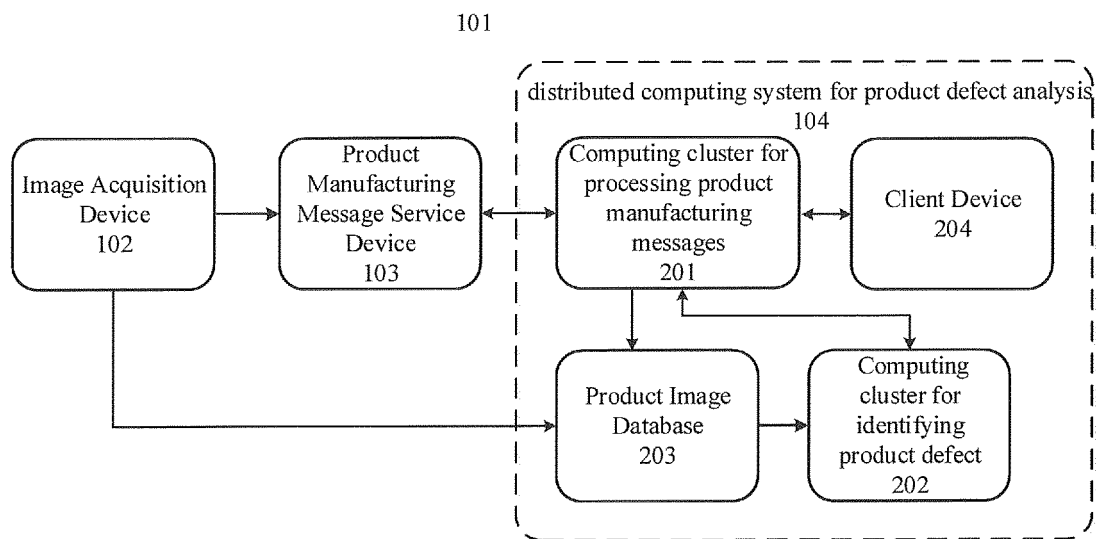 101
distributed computing system for product defect analysis
104
Image Acquisition
Device
102
Product
Manufacturing
Message Service
Device
103
Computing cluster for
processing product
manufacturing
messages
201
Client Device
204
Product Image
Database
203
Computing
cluster for
identifying
product defect
202